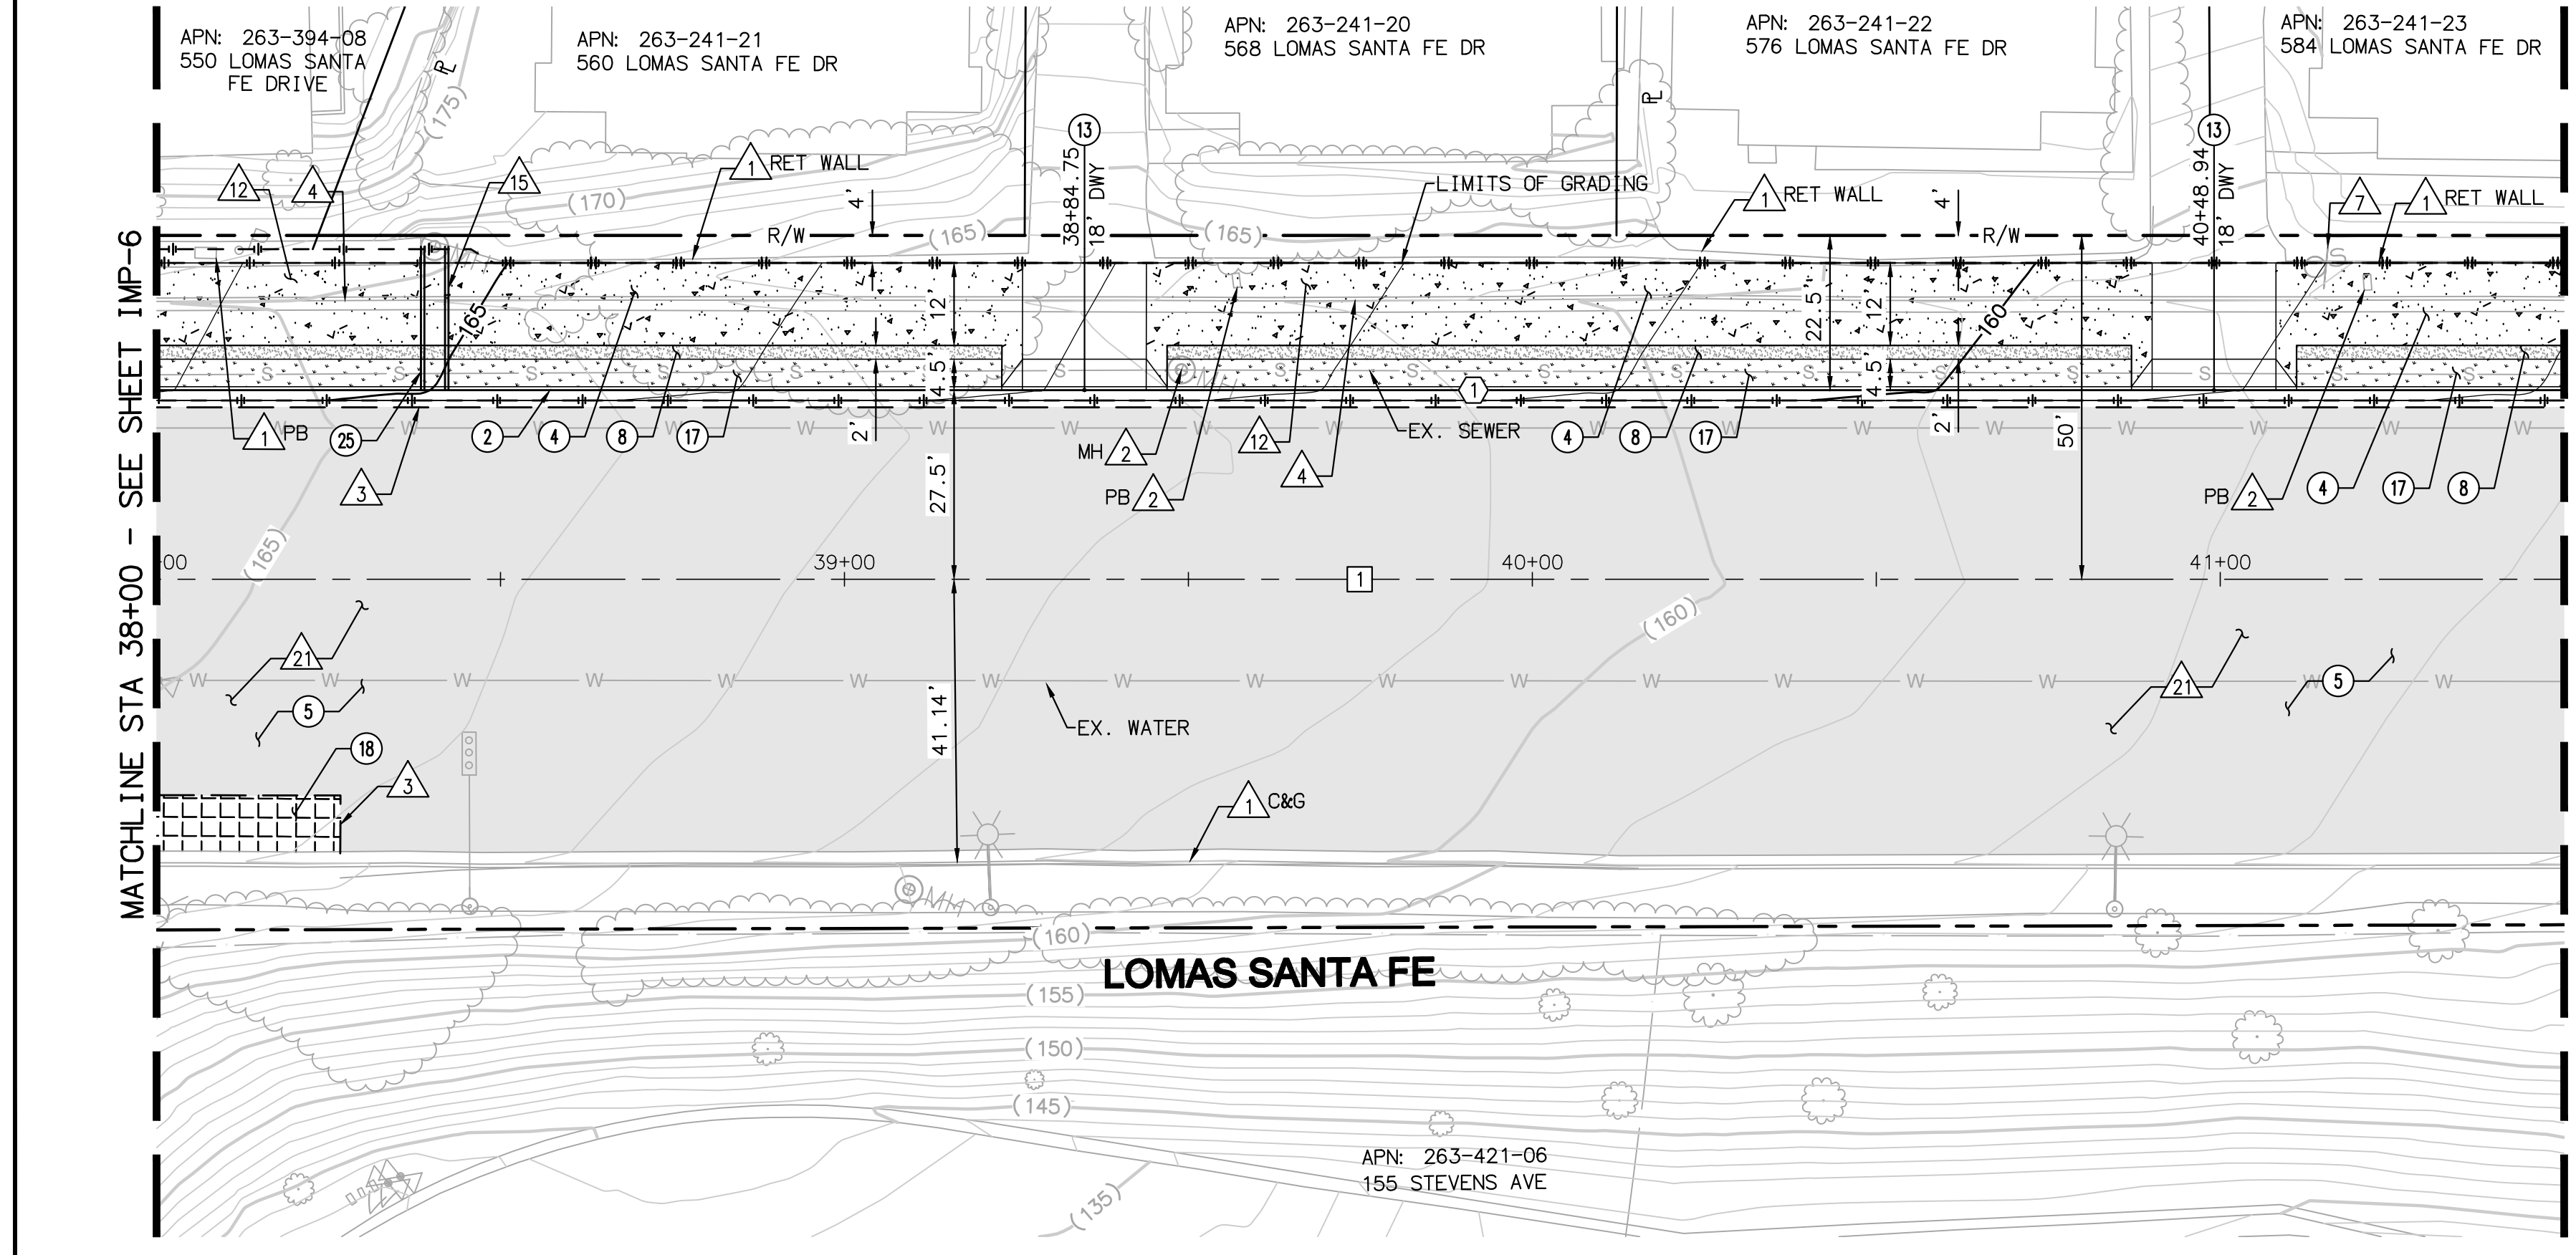 APN: 263-394-08
550 LOMAS SANTA
FE DRIVE
APN: 263-241-21
560 LOMAS SANTA FE DR
APN: 263-241-20
568 LOMAS SANTA FE DR
APN: 263-241-22
576 LOMAS SANTA FE DR
APN: 263-241-23
584 LOMAS SANTA FE DR
PL
PL
(175)
13
38+84.75
18' DWY
13
40+48.94
18' DWY
12
4
15
1 RET WALL
(170)
4'
LIMITS OF GRADING
1 RET WALL
4'
7
1 RET WALL
R/W
(165)
(165)
R/W
165
12'
22.5'
12'
160
4.5'
4.5'
S S S S S S S S S S S S S
MH
1
1 PB
25
2
4
8
17
2'
MH 2
12
EX. SEWER
4
8
17
2'
50'
W W W W W W W W W W W W W W W
3
27.5'
PB 2
4
PB 2
4
17
8
(165)
00
39+00
1
40+00
41+00
(160)
21
5
W W W W W W W W W W W W W W W W W W
21
5
41.14'
EX. WATER
18
3
1 C&G
MH
(160)
LOMAS SANTA FE
(155)
(150)
(145)
APN: 263-421-06
155 STEVENS AVE
(135)
MATCHLINE STA 38+00 - SEE SHEET IMP-6